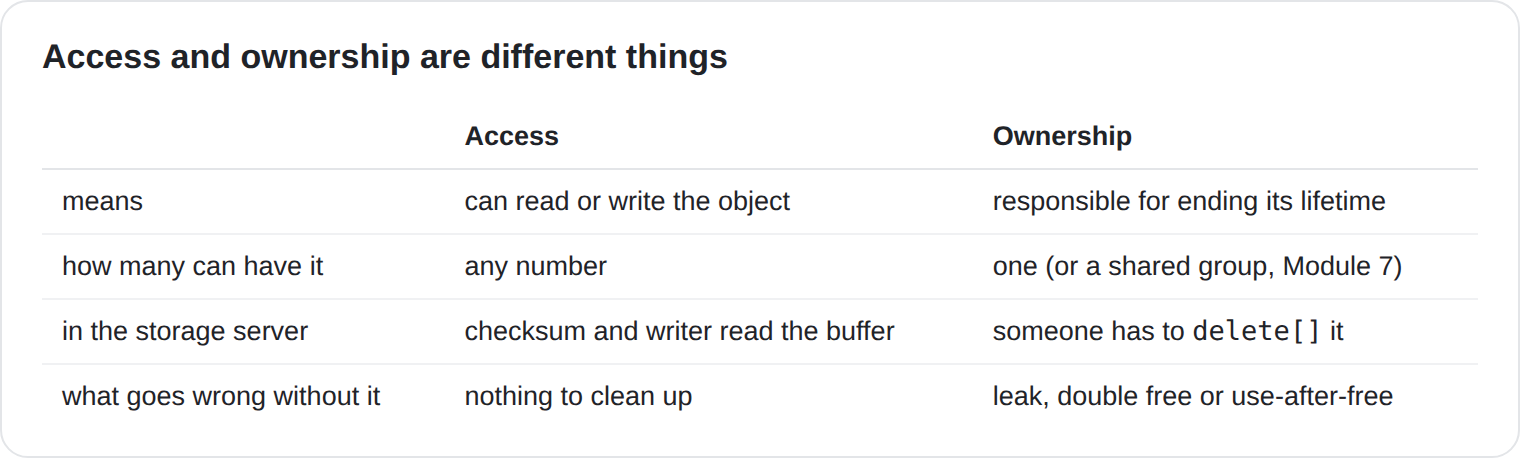 Access and ownership are different things
Access Ownership
means can read or write the object responsible for ending its lifetime
how many can have it any number one (or a shared group, Module 7)
in the storage server checksum and writer read the buffer someone has to delete[] it
what goes wrong without it nothing to clean up leak, double free or use-after-free